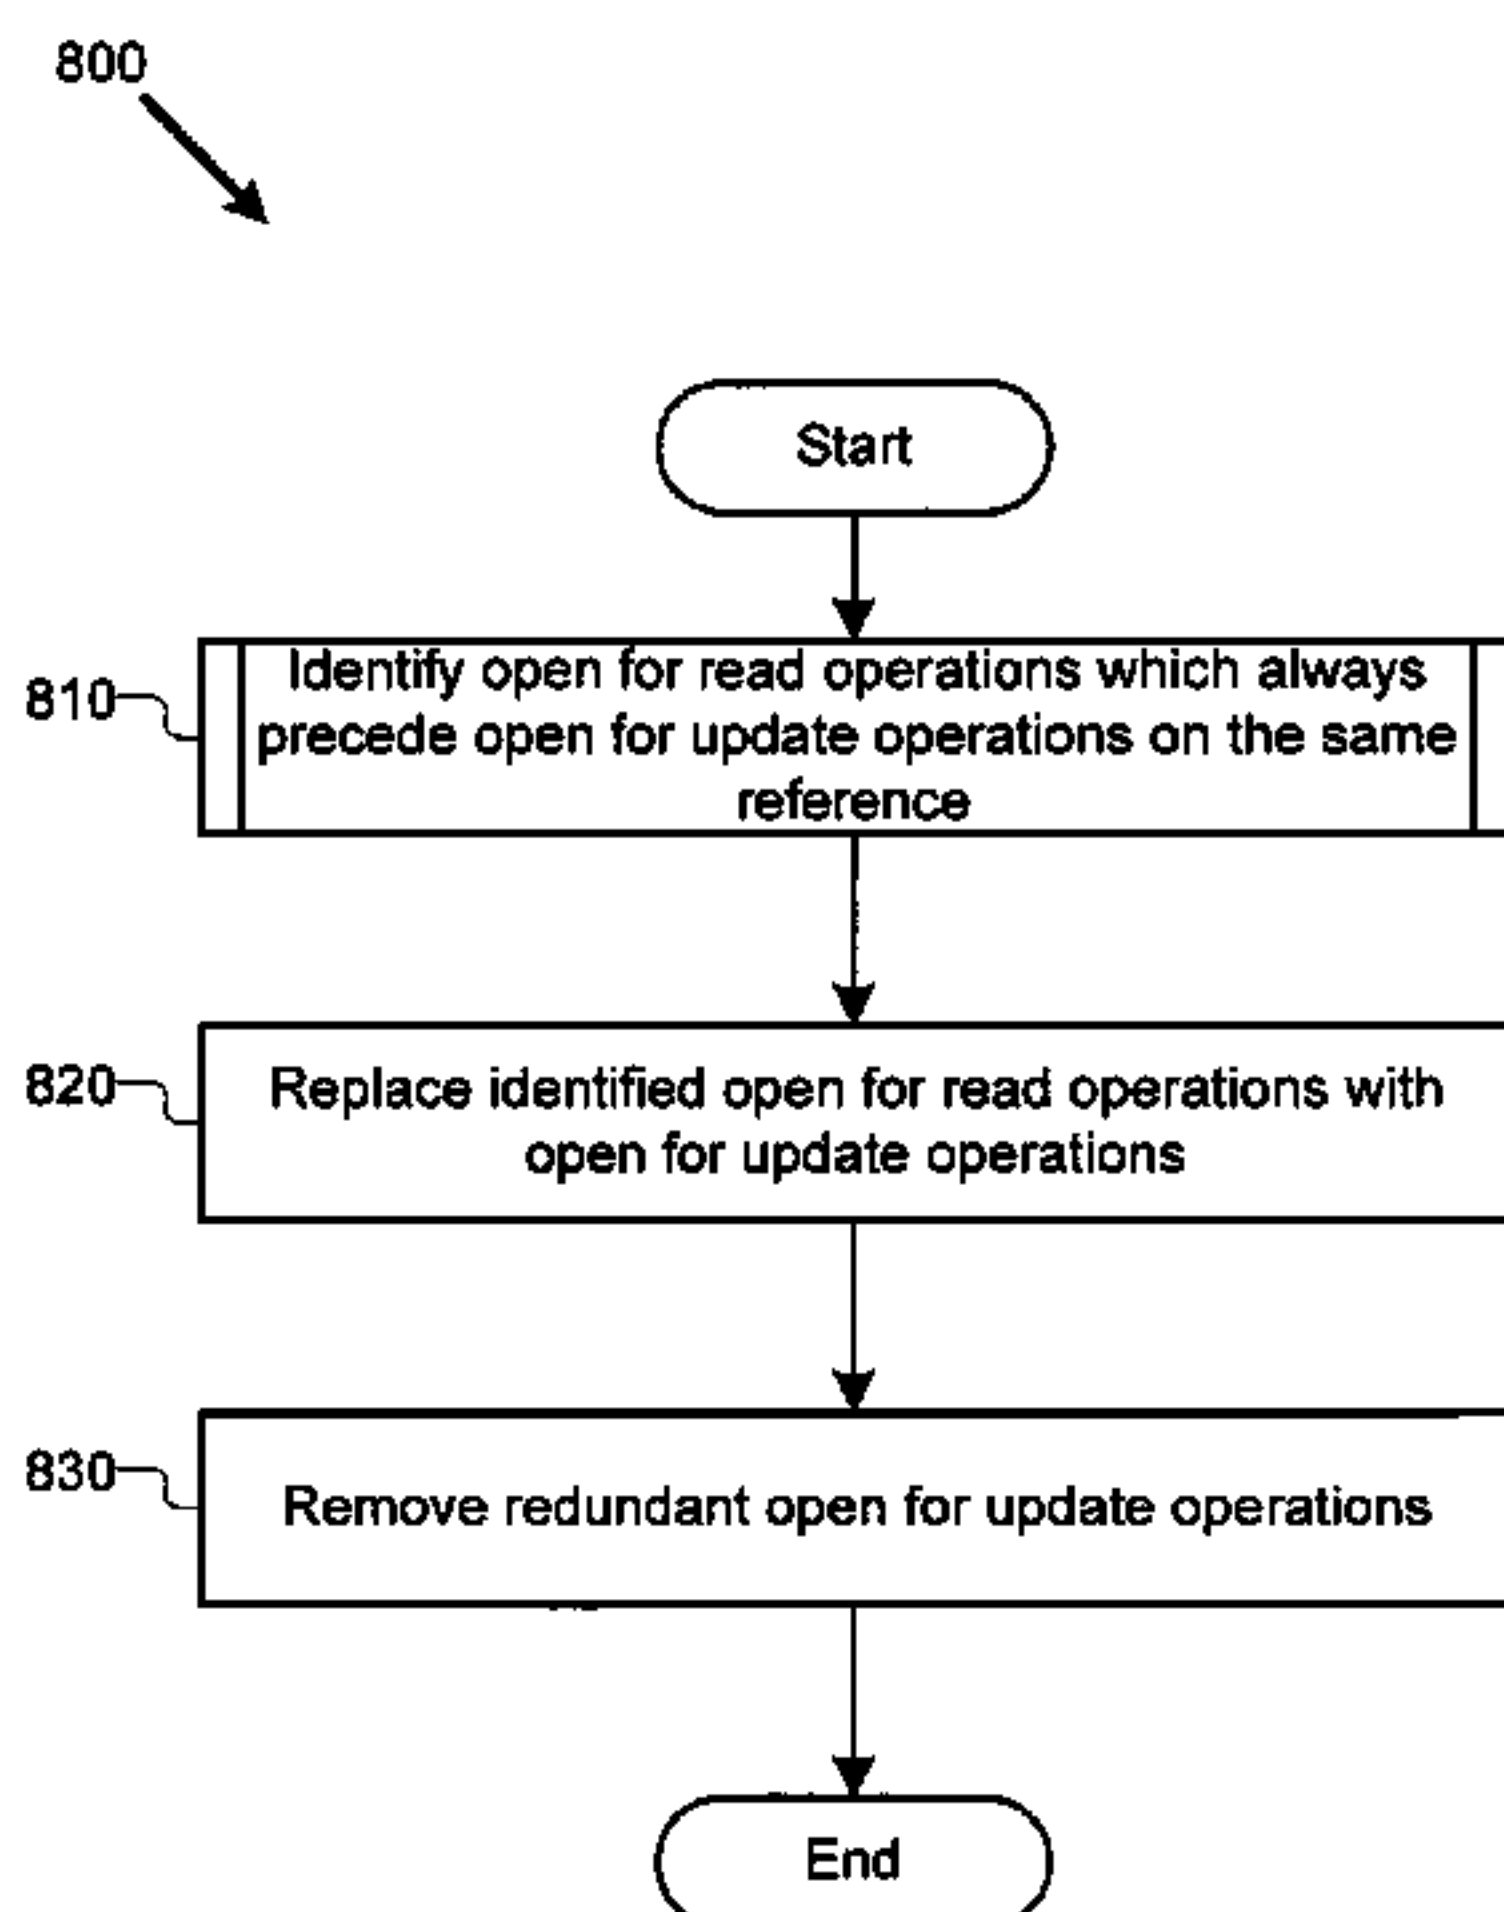 800
Start
810
Identify open for read operations which always
precede open for update operations on the same
reference
820
Replace identified open for read operations with
open for update operations
830
Remove redundant open for update operations
End